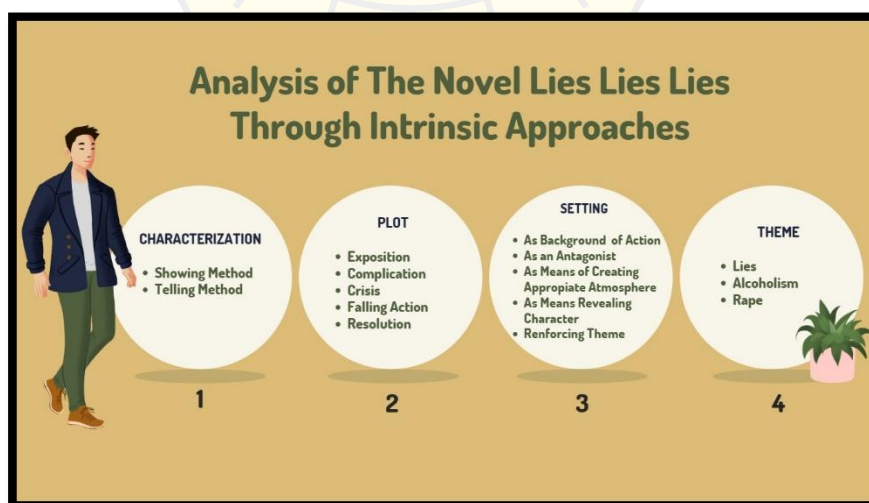 Analysis of The Novel Lies Lies Lies
Through Intrinsic Approaches
CHARACTERIZATION
• Showing Method
• Telling Method
1
PLOT
• Exposition
• Complication
• Crisis
• Falling Action
• Resolution
2
SETTING
• As Background of Action
• As an Antagonist
• As Means of Creating
Appropiate Atmosphere
• As Means Revealing
Character
• Renforcing Theme
3
THEME
• Lies
• Alcoholism
• Rape
4